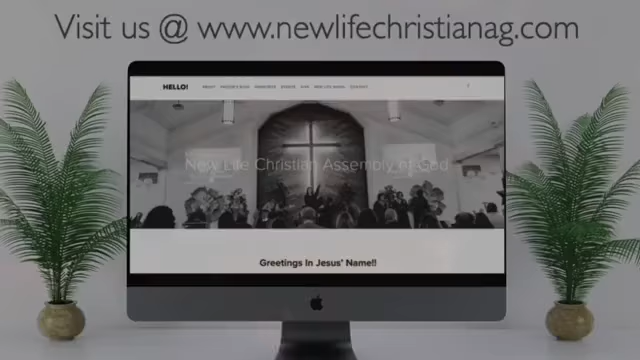 Visit us @ www.newlifechristianag.com
HELLO!
New Life Christian Assembly of God
Greetings In Jesus' Name!!